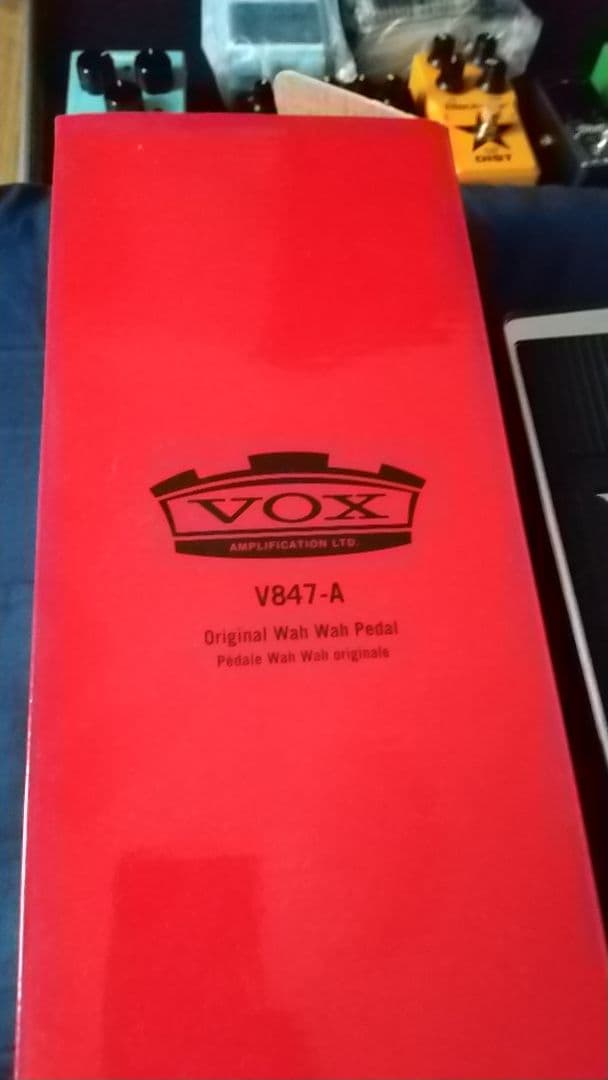 VOX
AMPLIFICATION LTD.
V847-A
Original Wah Wah Pedal
Pédale Wah Wah originale